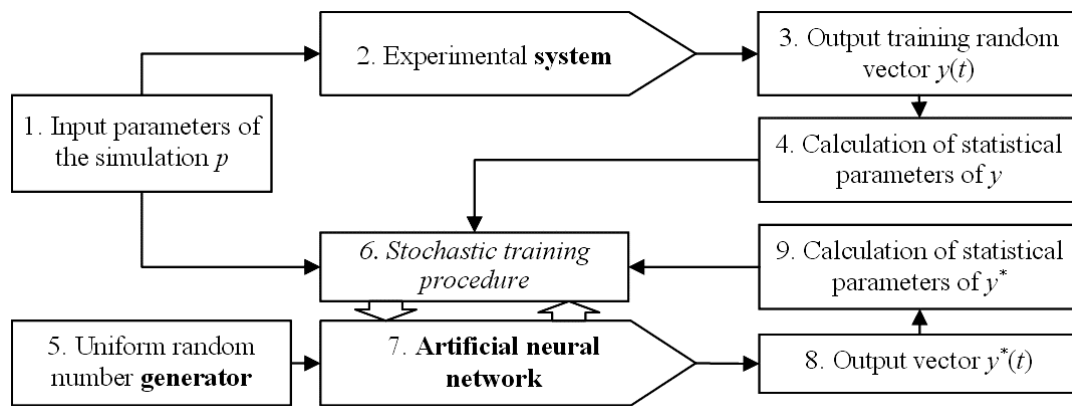 2. Experimental system
3. Output training random
vector y(t)
1. Input parameters of
the simulation p
4. Calculation of statistical
parameters of y
6. Stochastic training
procedure
9. Calculation of statistical
parameters of y*
5. Uniform random
number generator
7. Artificial neural
network
8. Output vector y*(t)